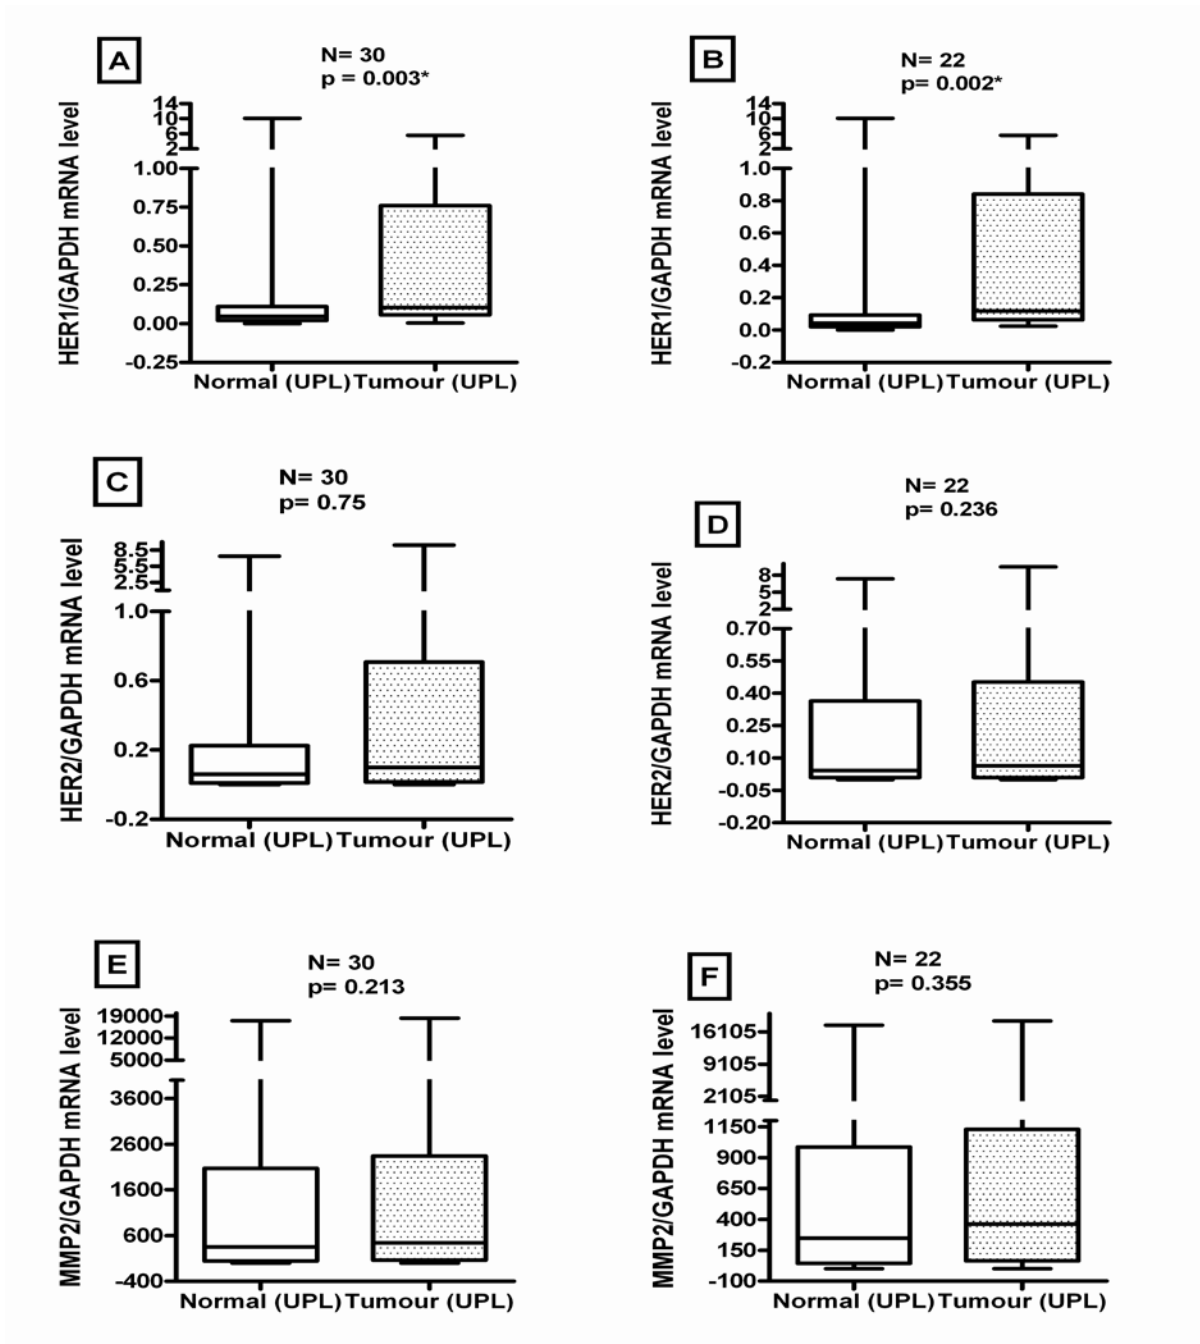 A
N= 30
p = 0.003*
HER1/GAPDH mRNA level
14
10
6
2
1.00
0.75
0.50
0.25
0.00
-0.25
Normal (UPL) Tumour (UPL)
B
N= 22
p= 0.002*
HER1/GAPDH mRNA level
14
10
6
2
1.0
0.8
0.6
0.4
0.2
0.0
-0.2
Normal (UPL) Tumour (UPL)
C
N= 30
p= 0.75
HER2/GAPDH mRNA level
8.5
5.5
2.5
1.0
0.6
0.2
-0.2
Normal (UPL) Tumour (UPL)
D
N= 22
p= 0.236
HER2/GAPDH mRNA level
8
5
2
0.70
0.55
0.40
0.25
0.10
-0.05
-0.20
Normal (UPL) Tumour (UPL)
E
N= 30
p= 0.213
MMP2/GAPDH mRNA level
19000
12000
5000
3600
2600
1600
600
-400
Normal (UPL) Tumour (UPL)
F
N= 22
p= 0.355
MMP2/GAPDH mRNA level
16105
9105
2105
1150
900
650
400
150
-100
Normal (UPL) Tumour (UPL)